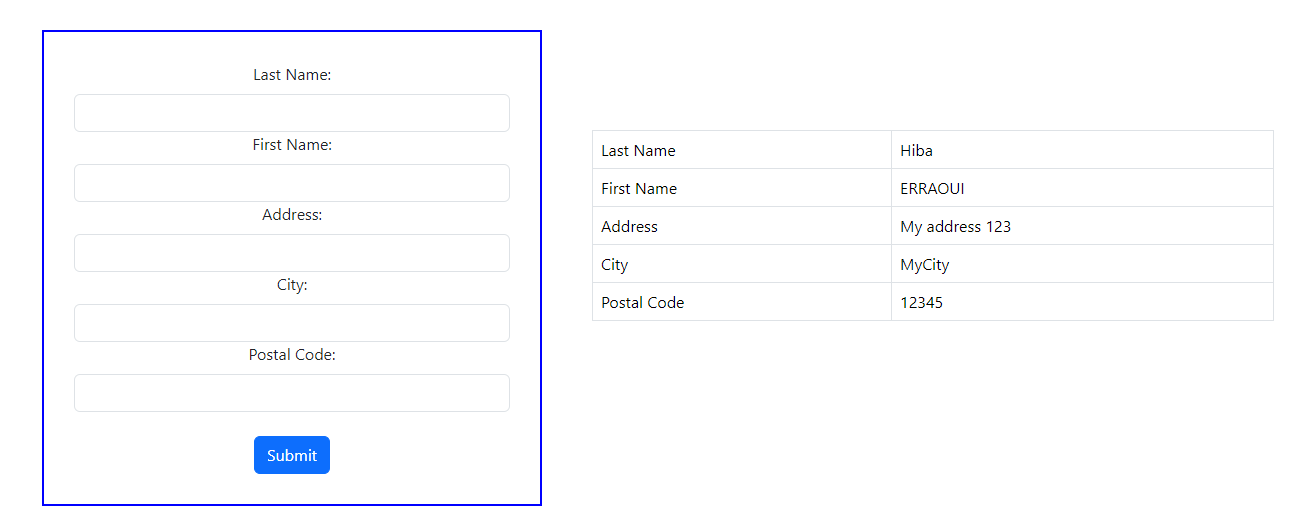 Last Name:
First Name:
Address:
City:
Postal Code:
Submit
Last Name Hiba
First Name ERRAOUI
Address My address 123
City MyCity
Postal Code 12345